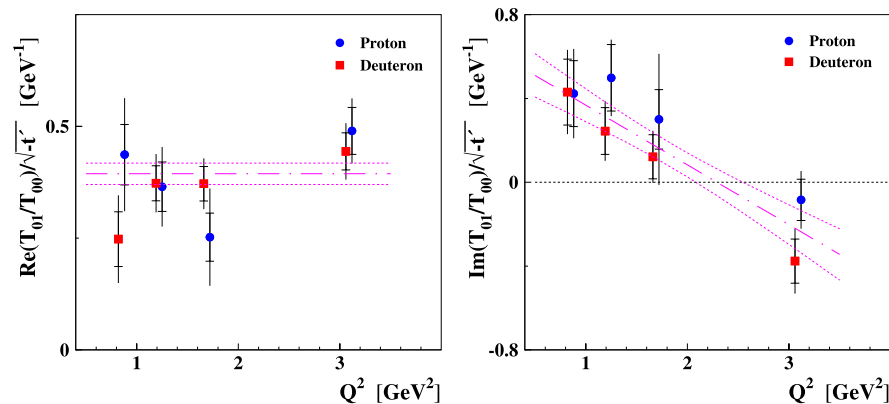 Re(T₀₁/T₀₀)/√-t′ [GeV⁻¹]
0.5
0
Proton
Deuteron
1
2
3
Q² [GeV²]
Im(T₀₁/T₀₀)/√-t′ [GeV⁻¹]
0.8
0
-0.8
Proton
Deuteron
1
2
3
Q² [GeV²]